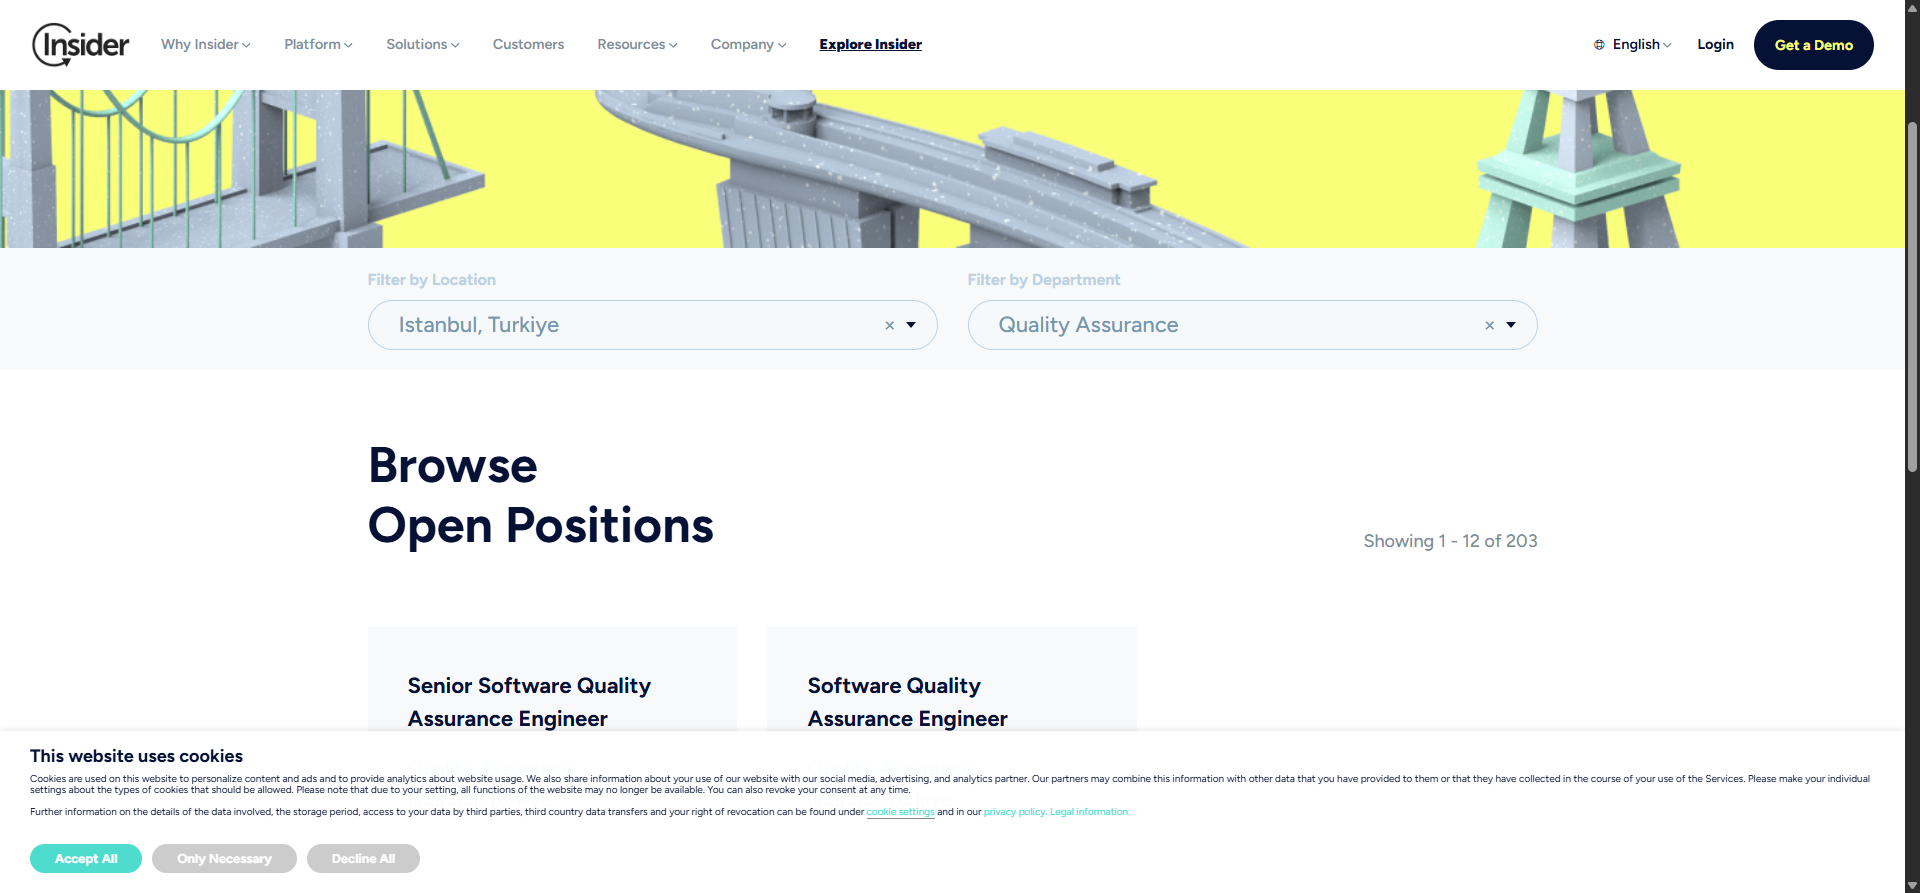 Insider
Why Insider
Platform
Solutions
Customers
Resources
Company
Explore Insider
English
Login
Get a Demo
Filter by Location
Filter by Department
Istanbul, Turkiye
×
Quality Assurance
×
Browse
Open Positions
Showing 1 - 12 of 203
Senior Software Quality
Assurance Engineer
Software Quality
Assurance Engineer
This website uses cookies
Cookies are used on this website to personalize content and ads and to provide analytics about website usage. We also share information about your use of our website with our social media, advertising, and analytics partner. Our partners may combine this information with other data that you have provided to them or that they have collected in the course of your use of the Services. Please make your individual
settings about the types of cookies that should be allowed. Please note that due to your setting, all functions of the website may no longer be available. You can also revoke your consent at any time.
Further information on the details of the data involved, the storage period, access to your data by third parties, third country data transfers and your right of revocation can be found under cookie settings and in our privacy policy. Legal information.
Accept All
Only Necessary
Decline All